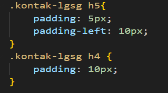 .kontak-lgsg h5{
    padding: 5px;
    padding-left: 10px;
}
.kontak-lgsg h4 {
    padding: 10px;
}